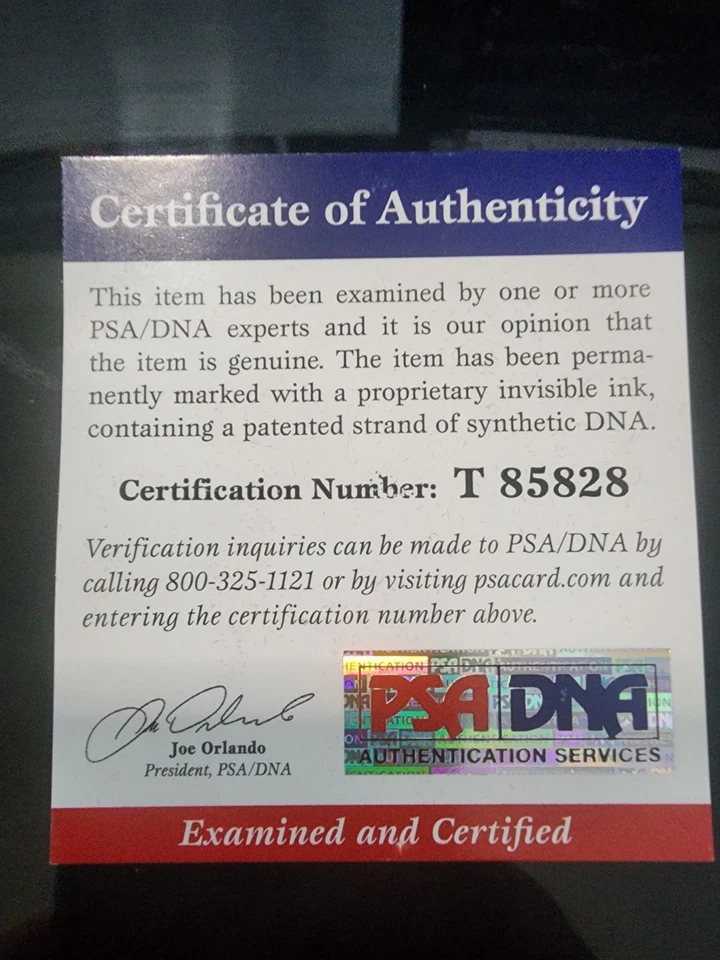 Certificate of Authenticity
This item has been examined by one or more
PSA/DNA experts and it is our opinion that
the item is genuine. The item has been perma-
nently marked with a proprietary invisible ink,
containing a patented strand of synthetic DNA.
Certification Number: T 85828
Verification inquiries can be made to PSA/DNA by
calling 800-325-1121 or by visiting psacard.com and
entering the certification number above.
PSA DNA
AUTHENTICATION SERVICES
Joe Orlando
President, PSA/DNA
Examined and Certified